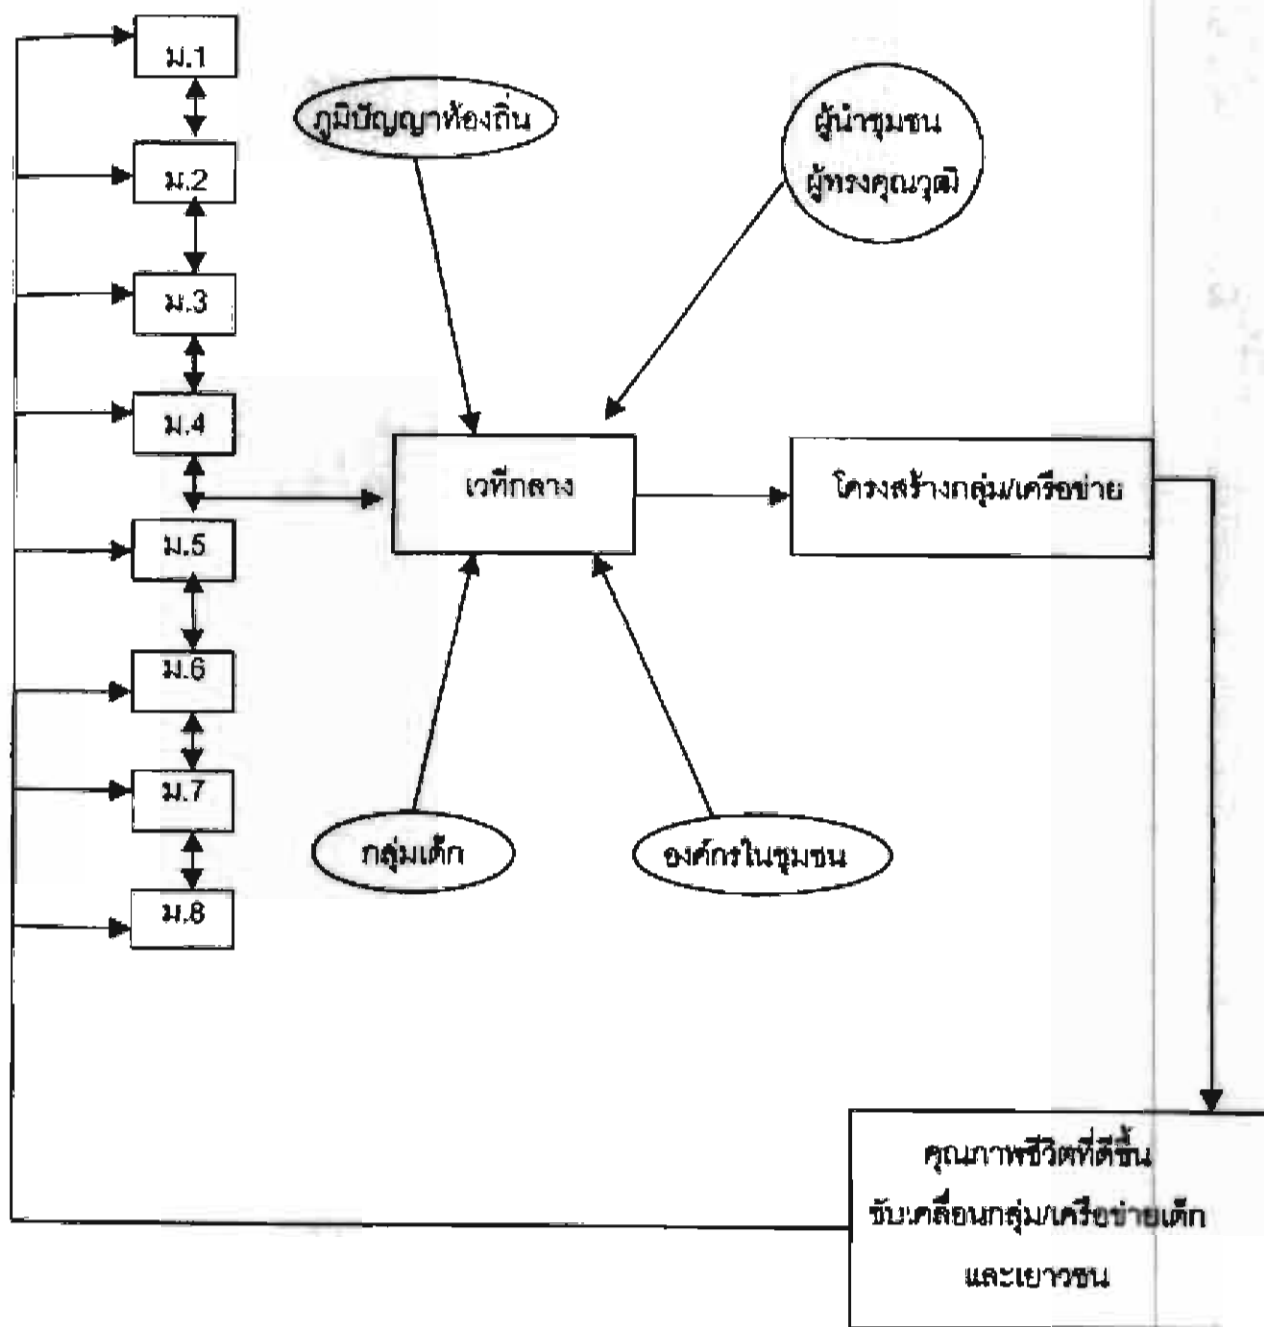 ม.1
ม.2
ม.3
ม.4
ม.5
ม.6
ม.7
ม.8
ภูมิปัญญาท้องถิ่น
ผู้นำชุมชน
ผู้ทรงคุณวุฒิ
เวทีกลาง
โครงสร้างกลุ่ม/เครือข่าย
กลุ่มเด็ก
องค์กรในชุมชน
คุณภาพชีวิตที่ดีขึ้น
ขับเคลื่อนกลุ่ม/เครือข่ายเด็ก
และเยาวชน